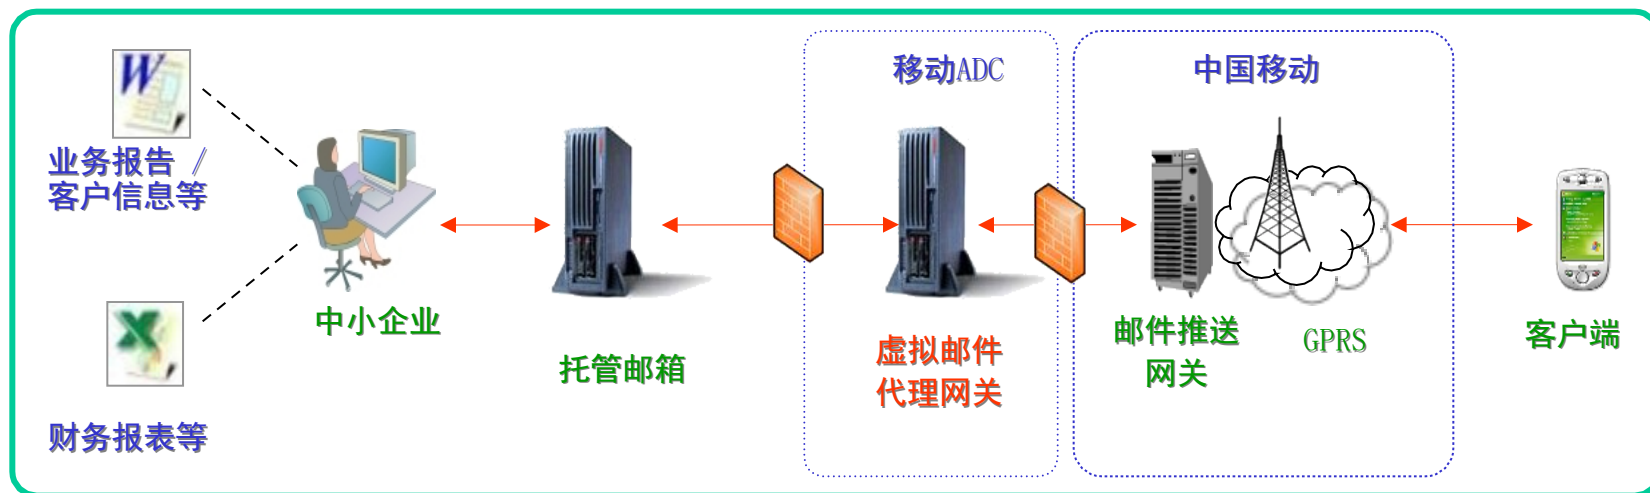 移动ADC
中国移动
业务报告 /
客户信息等
中小企业
托管邮箱
虚拟邮件
代理网关
邮件推送
网关
GPRS
客户端
财务报表等